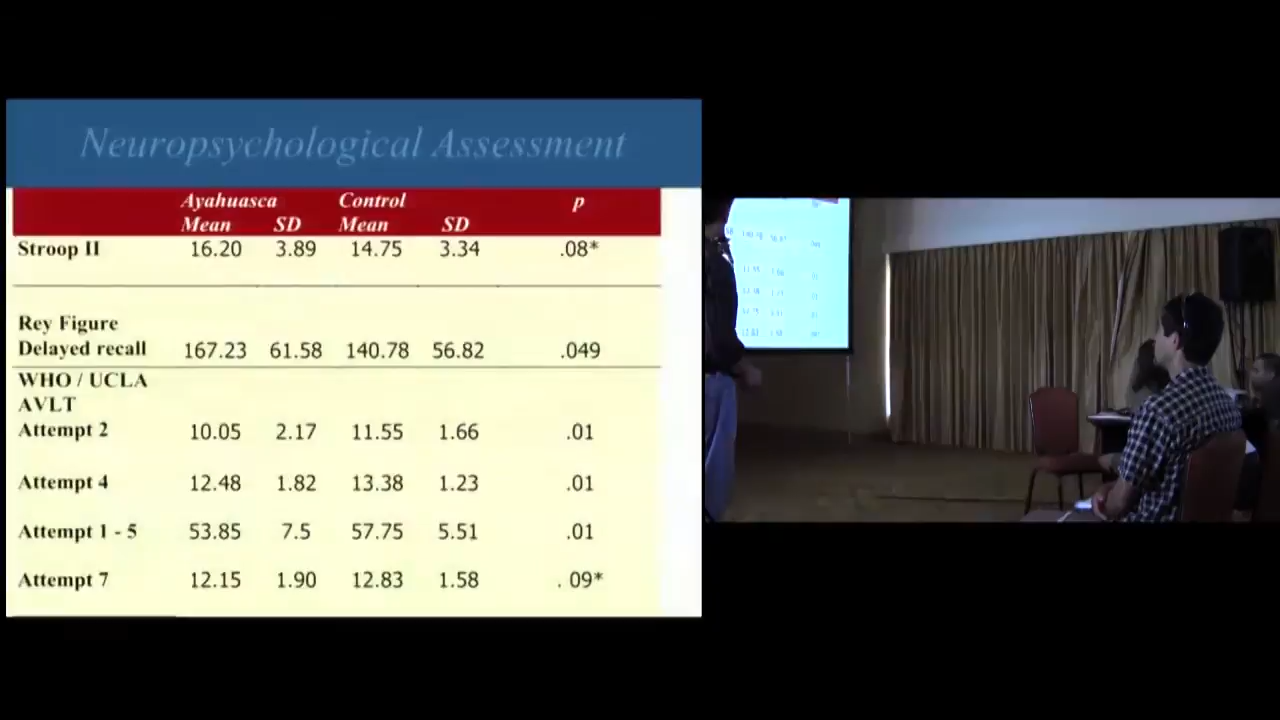 Neuropsychological Assessment
Ayahuasca Control p
Mean SD Mean SD
Stroop II 16.20 3.89 14.75 3.34 .08*
Rey Figure
Delayed recall 167.23 61.58 140.78 56.82 .049
WHO / UCLA
AVLT
Attempt 2 10.05 2.17 11.55 1.66 .01
Attempt 4 12.48 1.82 13.38 1.23 .01
Attempt 1 - 5 53.85 7.5 57.75 5.51 .01
Attempt 7 12.15 1.90 12.83 1.58 . 09*